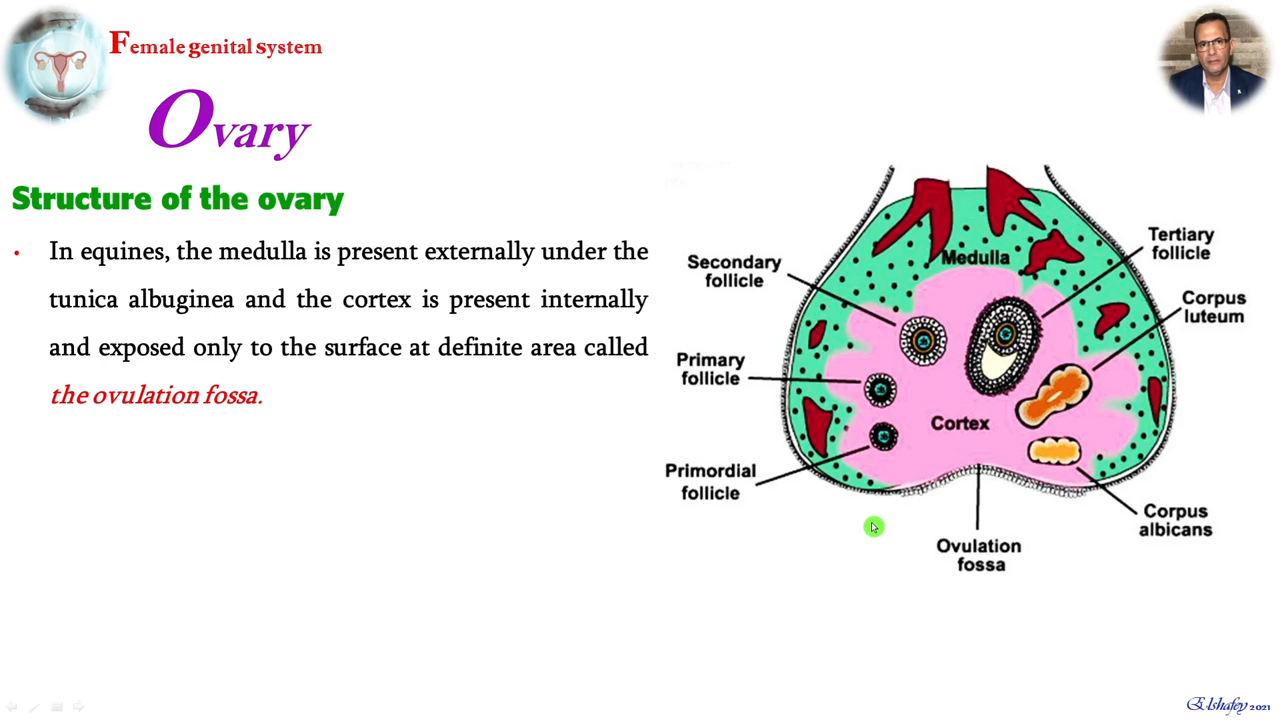 Female genital system
Ovary
Structure of the ovary
• In equines, the medulla is present externally under the
tunica albuginea and the cortex is present internally
and exposed only to the surface at definite area called
the ovulation fossa.
Secondary
follicle
Primary
follicle
Primordial
follicle
Medulla
Cortex
Tertiary
follicle
Corpus
luteum
Corpus
albicans
Ovulation
fossa
Elshafey 2021